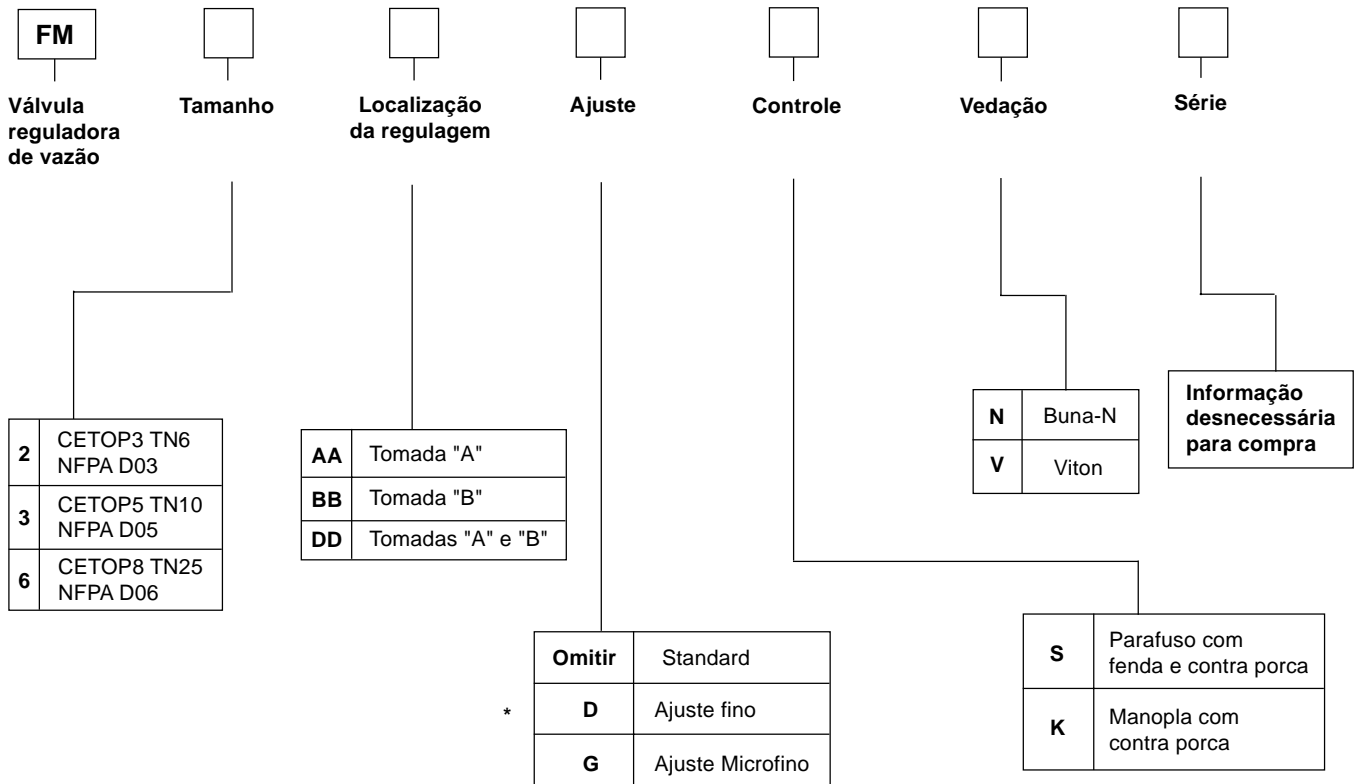 FM
Válvula
reguladora
de vazão
Tamanho
Localização
da regulagem
Ajuste
Controle
Vedação
Série
2
CETOP3 TN6
NFPA D03
3
CETOP5 TN10
NFPA D05
6
CETOP8 TN25
NFPA D06
AA Tomada "A"
BB Tomada "B"
DD Tomadas "A" e "B"
Omitir Standard
* D Ajuste fino
G Ajuste Microfino
S
Parafuso com
fenda e contra porca
K
Manopla com
contra porca
N Buna-N
V Viton
Informação
desnecessária
para compra